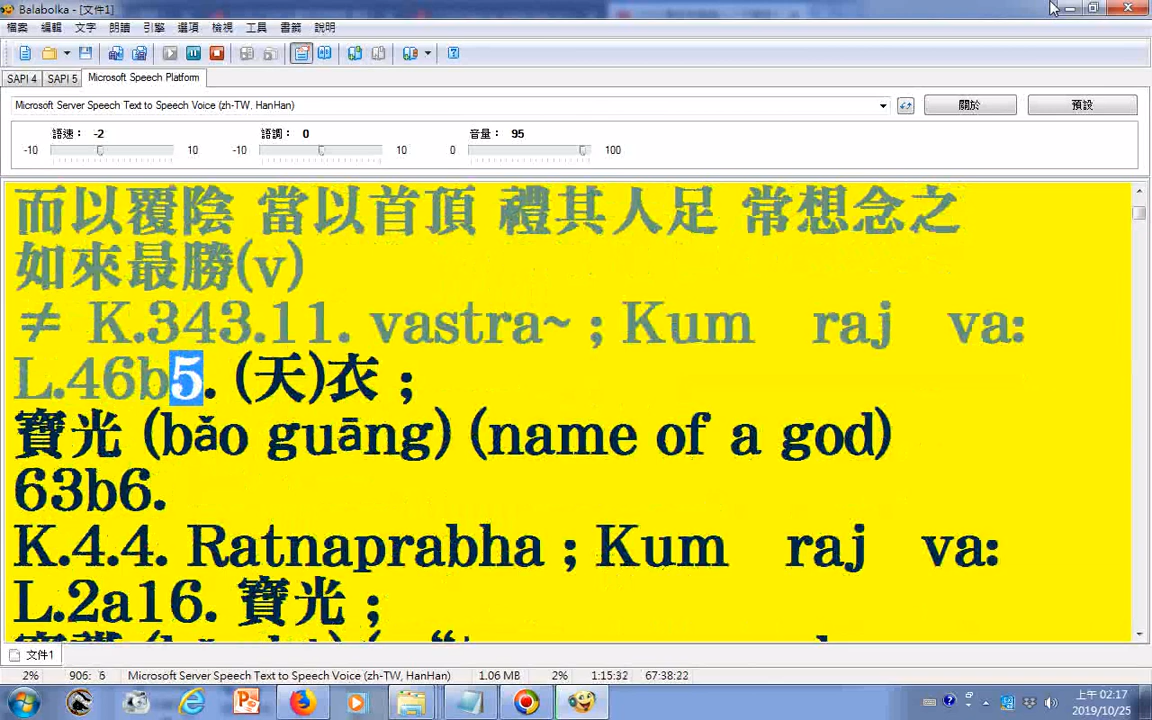 Balabolka - [文件1]
檔案 編輯 文字 朗讀 引擎 選項 檢視 工具 書籤 說明
SAPI 4 SAPI 5 Microsoft Speech Platform
Microsoft Server Speech Text to Speech Voice (zh-TW, HanHan) 關於 預設
語速： -2 語調： 0 音量： 95
-10 10 -10 10 0 100
而以覆陰 當以首頂 禮其人足 常想念之
如來最勝(v)
≠ K.343.11. vastra~ ; Kum raj va:
L.46b5. (天)衣 ;
寶光 (bǎo guāng) (name of a god)
63b6.
K.4.4. Ratnaprabha ; Kum raj va:
L.2a16. 寶光 ;
文件1
2% 906: 6 Microsoft Server Speech Text to Speech Voice (zh-TW, HanHan) 1.06 MB 2% 1:15:32 67:38:22
上午 02:17
2019/10/25